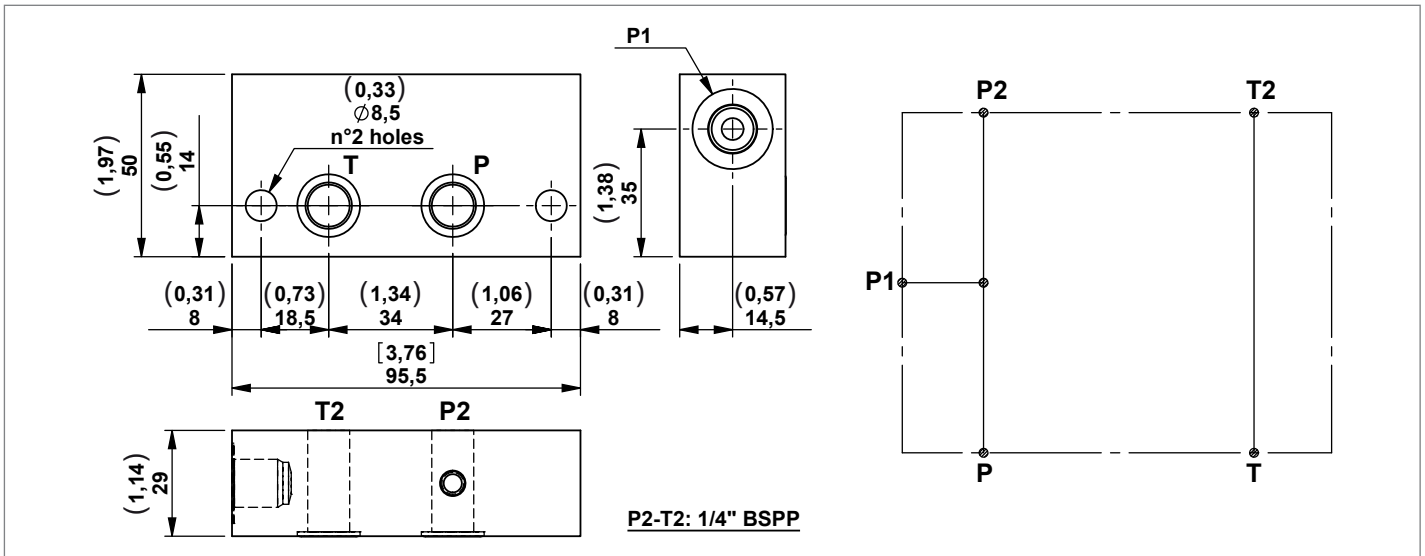 P1
(0,33)
Ø8,5
n°2 holes
T
P
(1,97)
50
(0,55)
14
(1,38)
35
(0,31)
8
(0,73)
18,5
(1,34)
34
(1,06)
27
(0,31)
8
(0,57)
14,5
[3,76]
95,5
T2
P2
(1,14)
29
P2-T2: 1/4" BSPP
P2
T2
P1
P
T